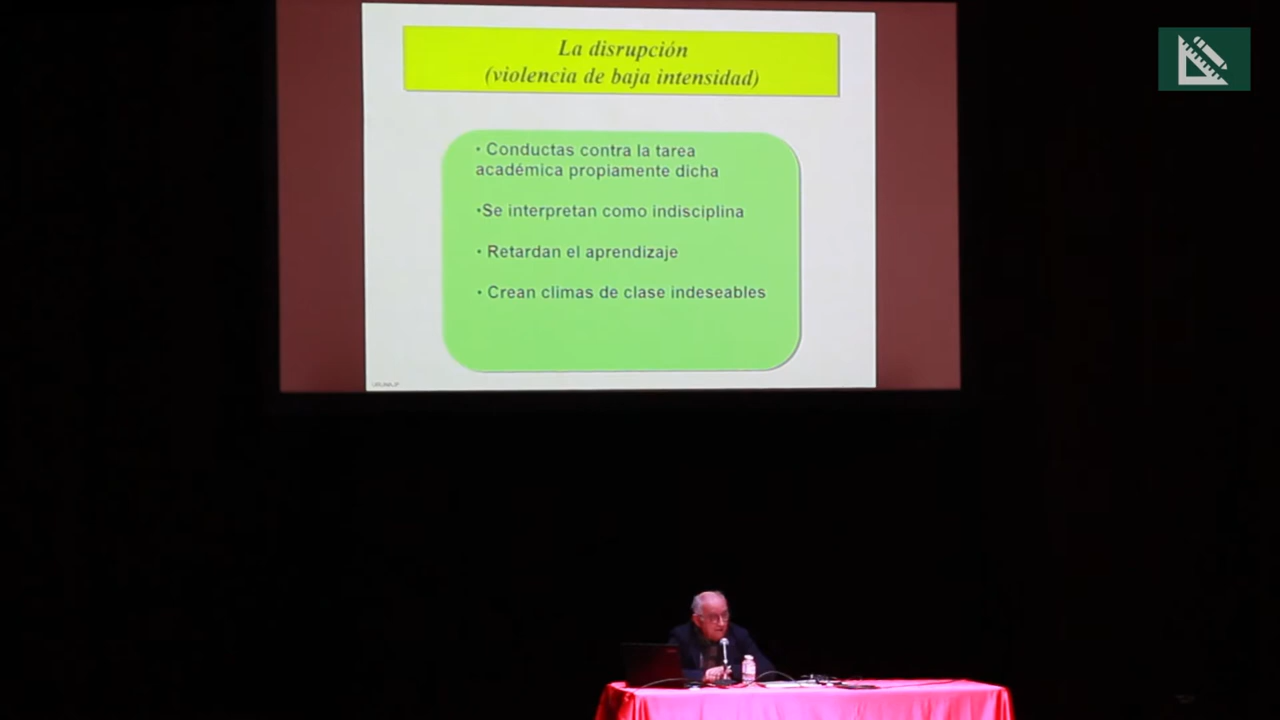 La disrupción
(violencia de baja intensidad)
• Conductas contra la tarea
académica propiamente dicha
•Se interpretan como indisciplina
• Retardan el aprendizaje
• Crean climas de clase indeseables